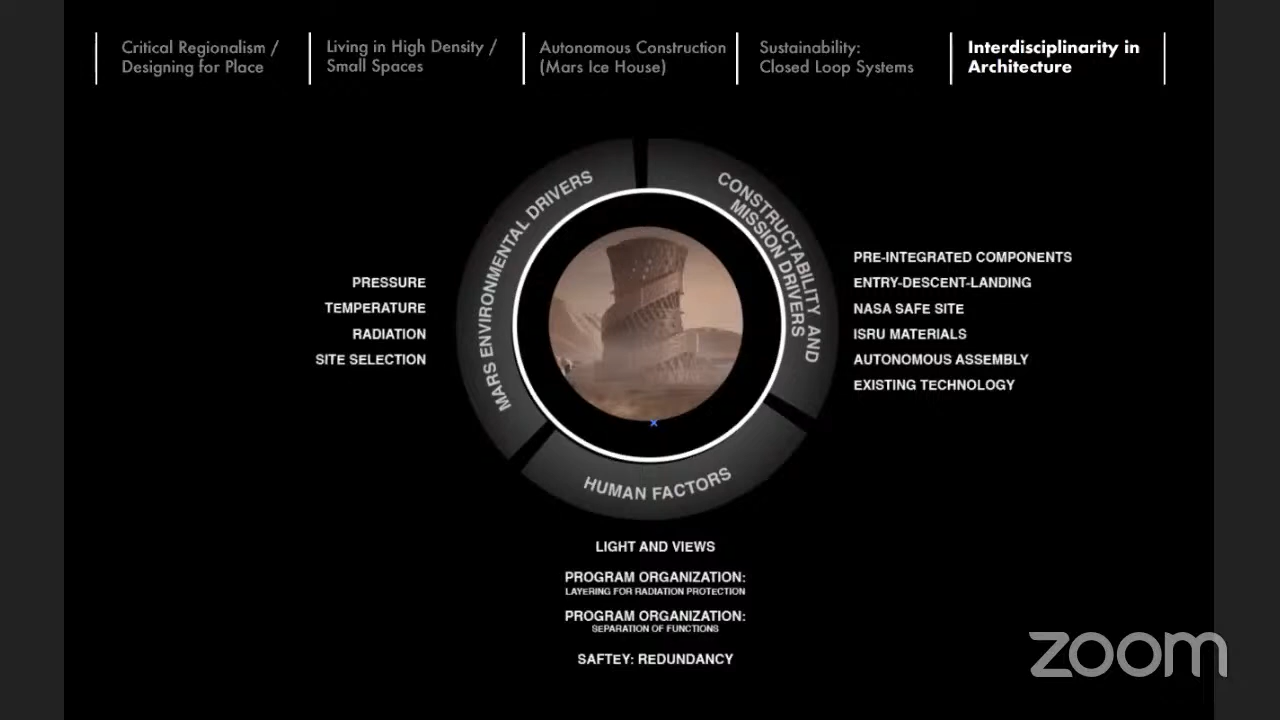 Critical Regionalism /
Designing for Place
Living in High Density /
Small Spaces
Autonomous Construction
(Mars Ice House)
Sustainability:
Closed Loop Systems
Interdisciplinarity in
Architecture
MARS ENVIRONMENTAL DRIVERS
PRESSURE
TEMPERATURE
RADIATION
SITE SELECTION
CONSTRUCTABILITY AND
MISSION DRIVERS
PRE-INTEGRATED COMPONENTS
ENTRY-DESCENT-LANDING
NASA SAFE SITE
ISRU MATERIALS
AUTONOMOUS ASSEMBLY
EXISTING TECHNOLOGY
HUMAN FACTORS
LIGHT AND VIEWS
PROGRAM ORGANIZATION:
LAYERING FOR RADIATION PROTECTION
PROGRAM ORGANIZATION:
SEPARATION OF FUNCTIONS
SAFTEY: REDUNDANCY
zoom